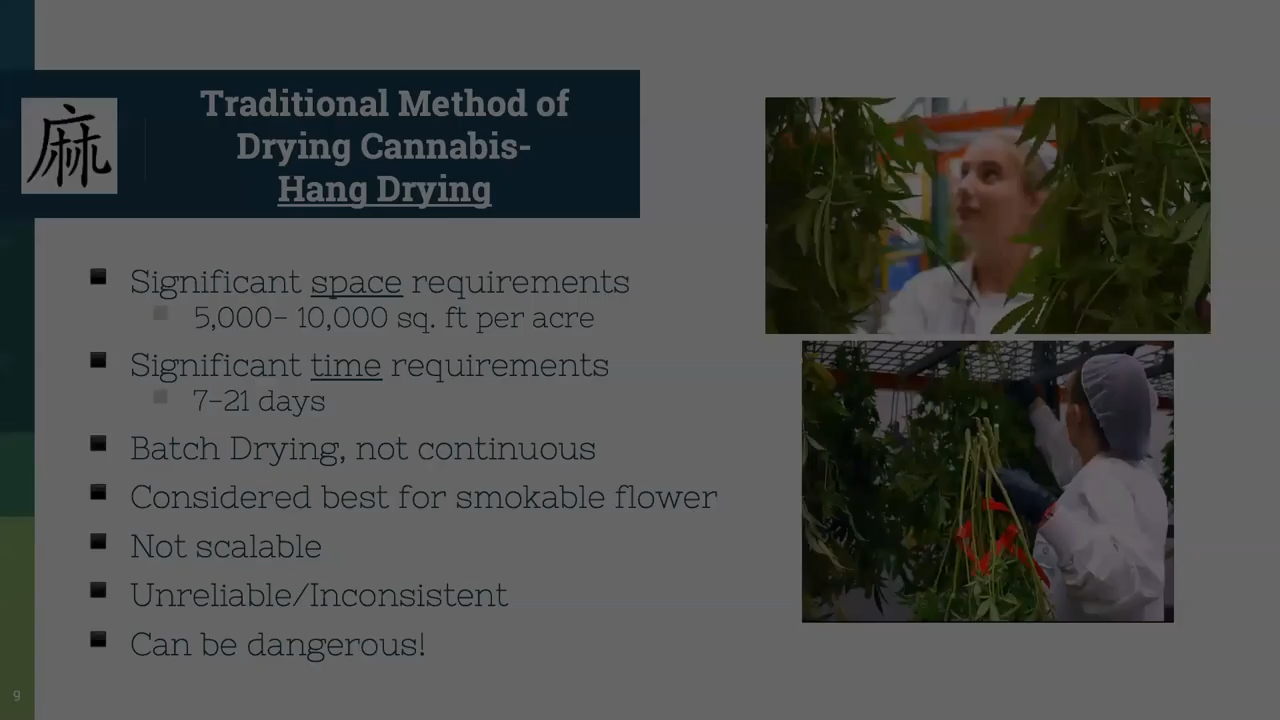 麻
Traditional Method of
Drying Cannabis-
Hang Drying
Significant space requirements
5,000- 10,000 sq. ft per acre
Significant time requirements
7-21 days
Batch Drying, not continuous
Considered best for smokable flower
Not scalable
Unreliable/Inconsistent
Can be dangerous!
9